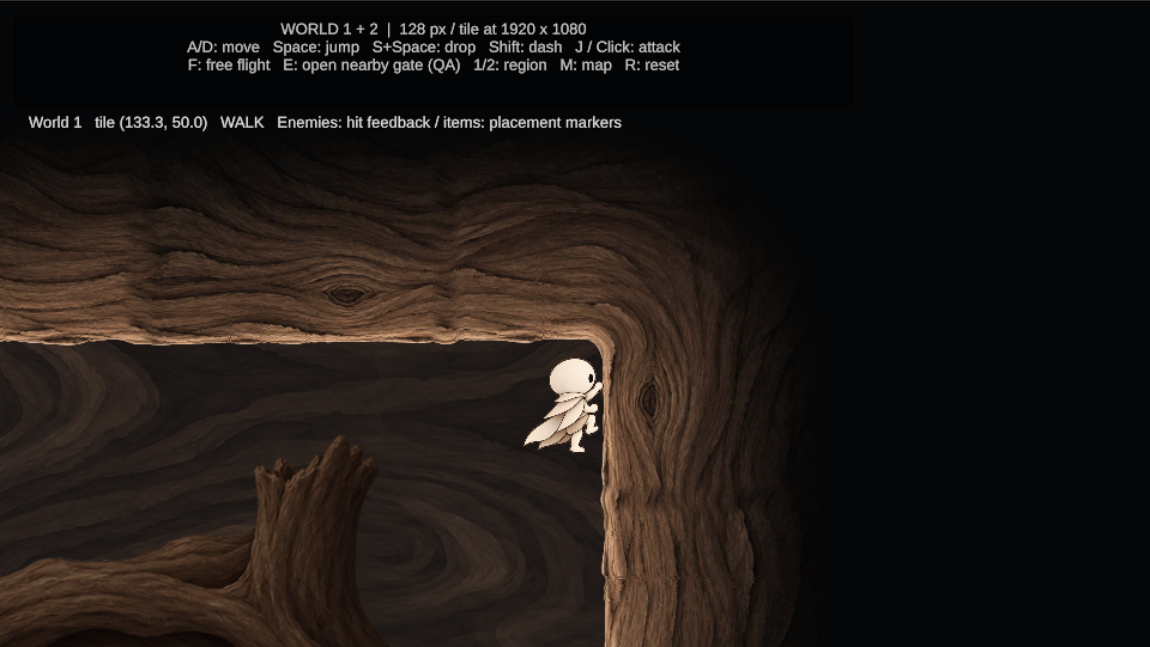 WORLD 1 + 2 | 128 px / tile at 1920 x 1080
A/D: move Space: jump S+Space: drop Shift: dash J / Click: attack
F: free flight E: open nearby gate (QA) 1/2: region M: map R: reset
World 1 tile (133.3, 50.0) WALK Enemies: hit feedback / items: placement markers